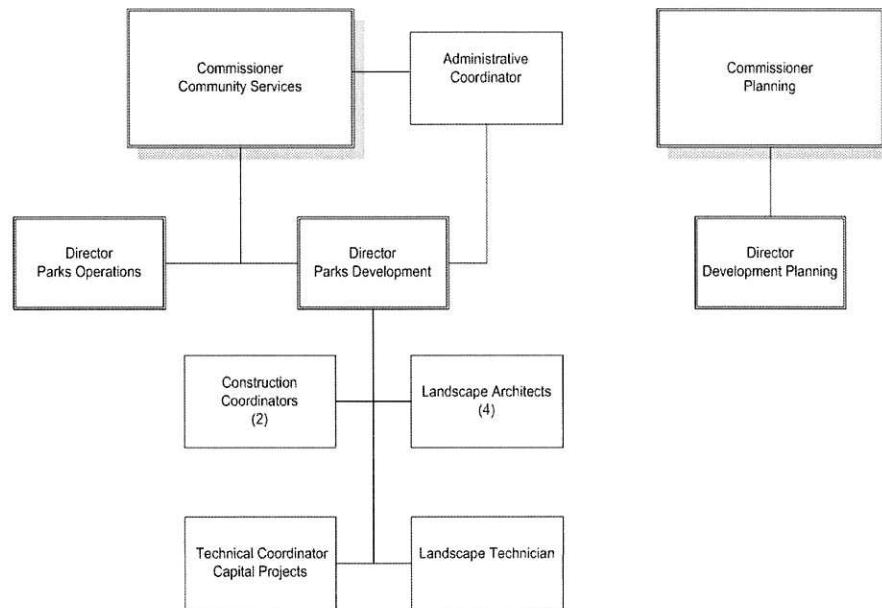 Commissioner
Community Services
Administrative
Coordinator
Commissioner
Planning
Director
Parks Operations
Director
Parks Development
Director
Development Planning
Construction
Coordinators
(2)
Landscape Architects
(4)
Technical Coordinator
Capital Projects
Landscape Technician